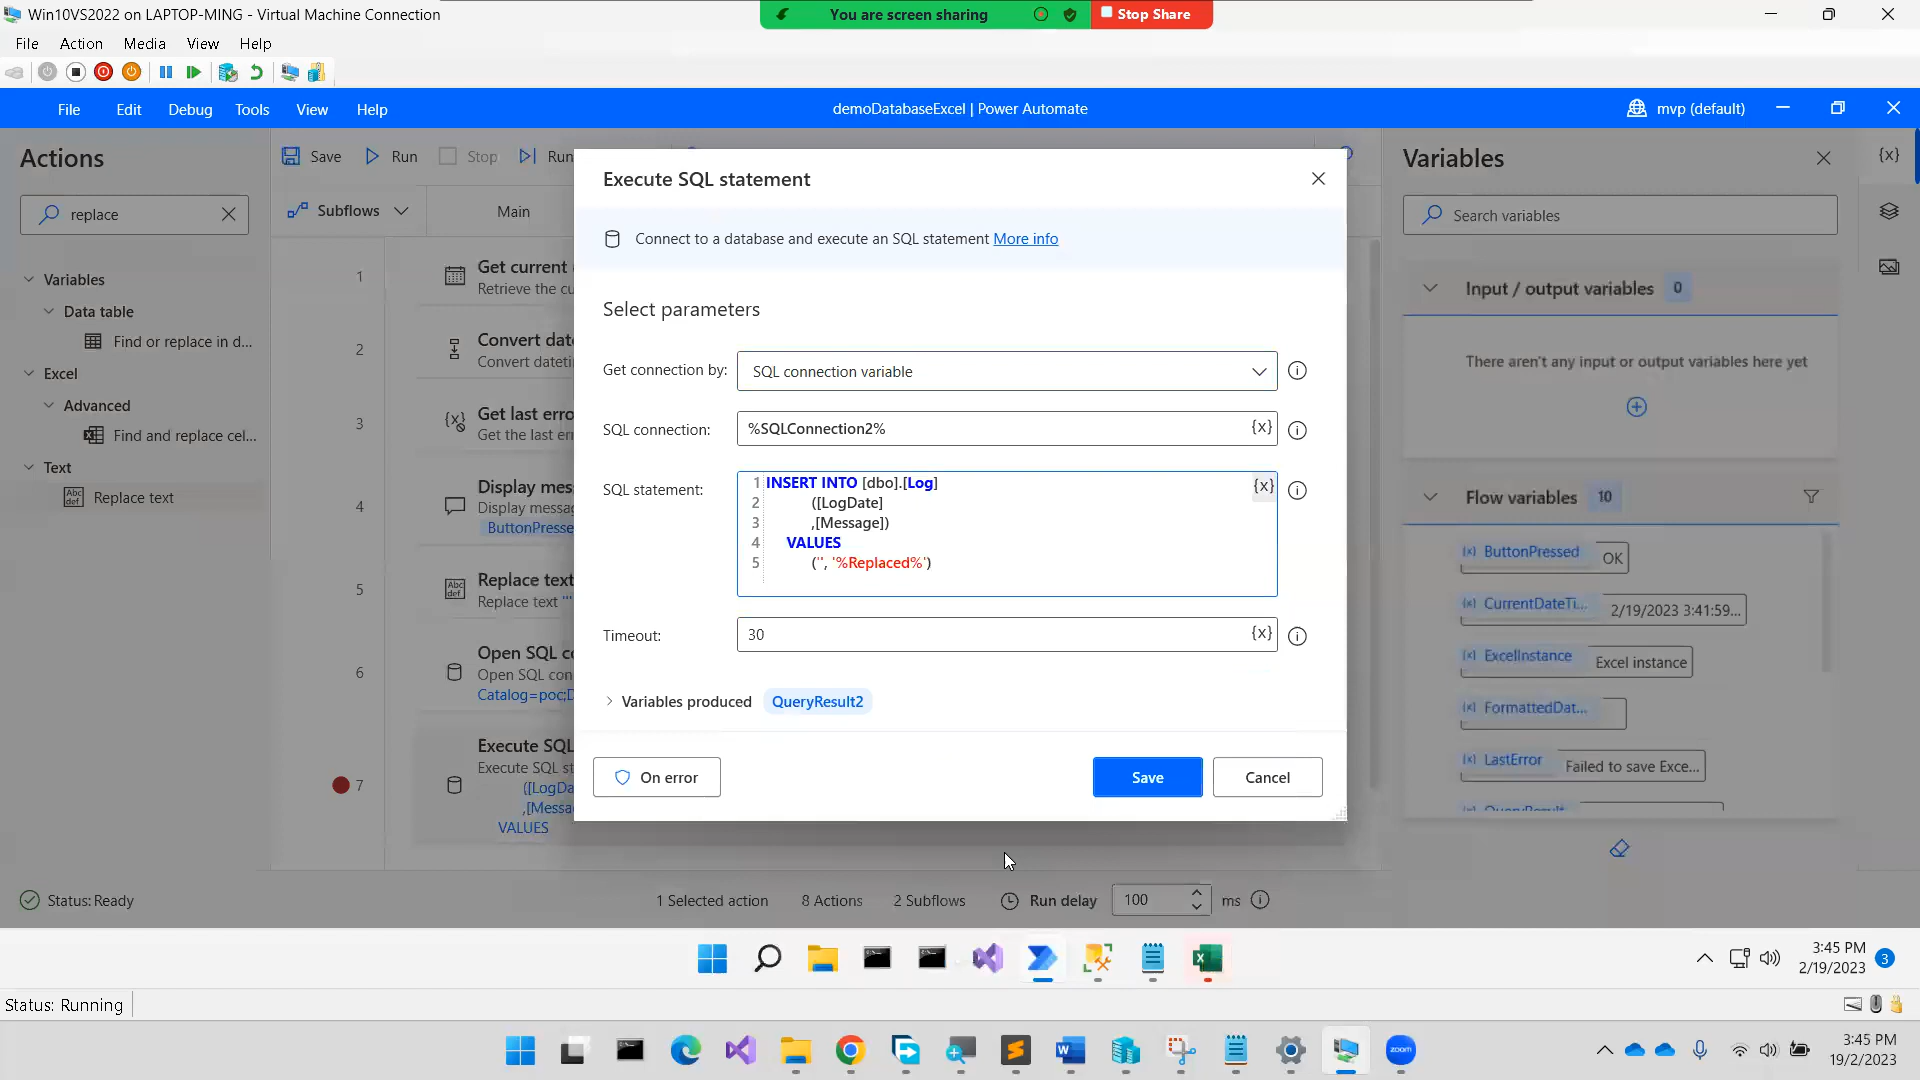 Win10VS2022 on LAPTOP-MING - Virtual Machine Connection
You are screen sharing
Stop Share
File Action Media View Help
File Edit Debug Tools View Help
demoDatabaseExcel | Power Automate
mvp (default)
Actions
replace
Variables
Data table
Find or replace in d...
Excel
Advanced
Find and replace cel...
Text
Replace text
Save Run Stop Run
Subflows
Main
1
Get current
Retrieve the cu
2
Convert date
Convert dateti
3
Get last erro
Get the last err
4
Display messa
Display messag
ButtonPresse
5
Replace text
Replace text '''
6
Open SQL co
Open SQL con
Catalog=poc;D
7
Execute SQL
Execute SQL st
([LogDa
,[Messa
VALUES
Execute SQL statement
Connect to a database and execute an SQL statement More info
Select parameters
Get connection by:
SQL connection variable
SQL connection:
%SQLConnection2%
{x}
SQL statement:
1 INSERT INTO [dbo].[Log]
2 ([LogDate]
3 ,[Message])
4 VALUES
5 ('', '%Replaced%')
{x}
Timeout:
30
{x}
Variables produced QueryResult2
On error
Save
Cancel
Variables
{x}
Search variables
Input / output variables 0
There aren't any input or output variables here yet
Flow variables 10
ButtonPressed OK
CurrentDateTi... 2/19/2023 3:41:59...
ExcelInstance Excel instance
FormattedDat...
LastError Failed to save Exce...
Status: Ready
1 Selected action
8 Actions
2 Subflows
Run delay
100
ms
3:45 PM
2/19/2023
3
Status: Running
zoom
3:45 PM
19/2/2023